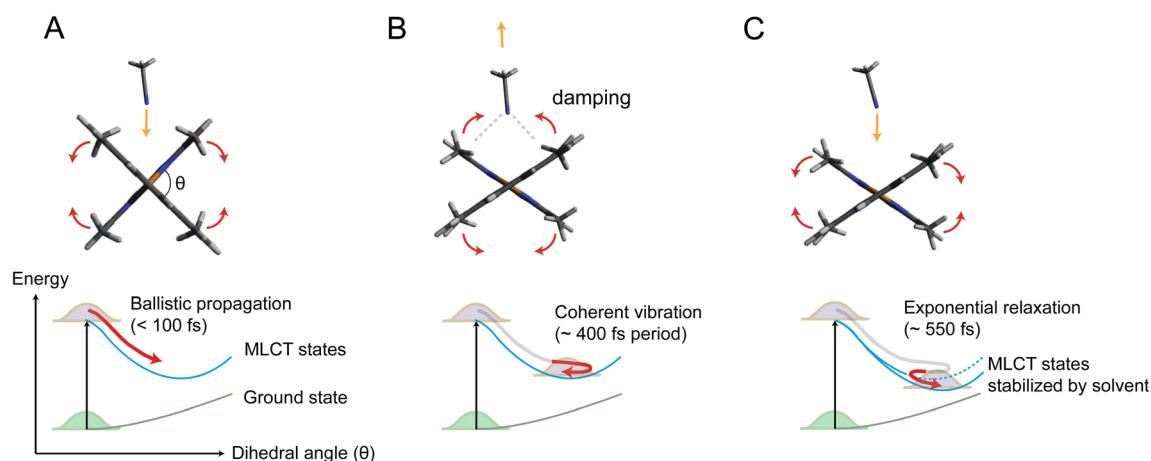 A
B
C
damping
θ
Energy
Ballistic propagation
(< 100 fs)
MLCT states
Ground state
Dihedral angle (θ)
Coherent vibration
(~ 400 fs period)
Exponential relaxation
(~ 550 fs)
MLCT states
stabilized by solvent